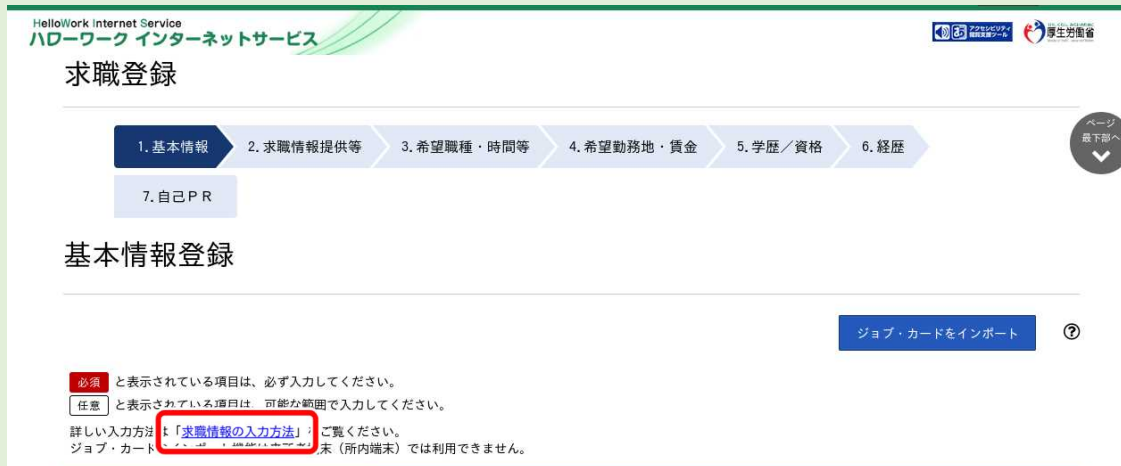 HelloWork Internet Service
ハローワーク インターネットサービス
アクセシビリティ
閲覧支援ツール
厚生労働省
求職登録
1.基本情報
2.求職情報提供等
3.希望職種・時間等
4.希望勤務地・賃金
5.学歴／資格
6.経歴
7.自己ＰＲ
ページ
最下部へ
基本情報登録
ジョブ・カードをインポート
?
必須 と表示されている項目は、必ず入力してください。
任意 と表示されている項目は、可能な範囲で入力してください。
詳しい入力方法は「求職情報の入力方法」をご覧ください。
ジョブ・カード 末（所内端末）では利用できません。